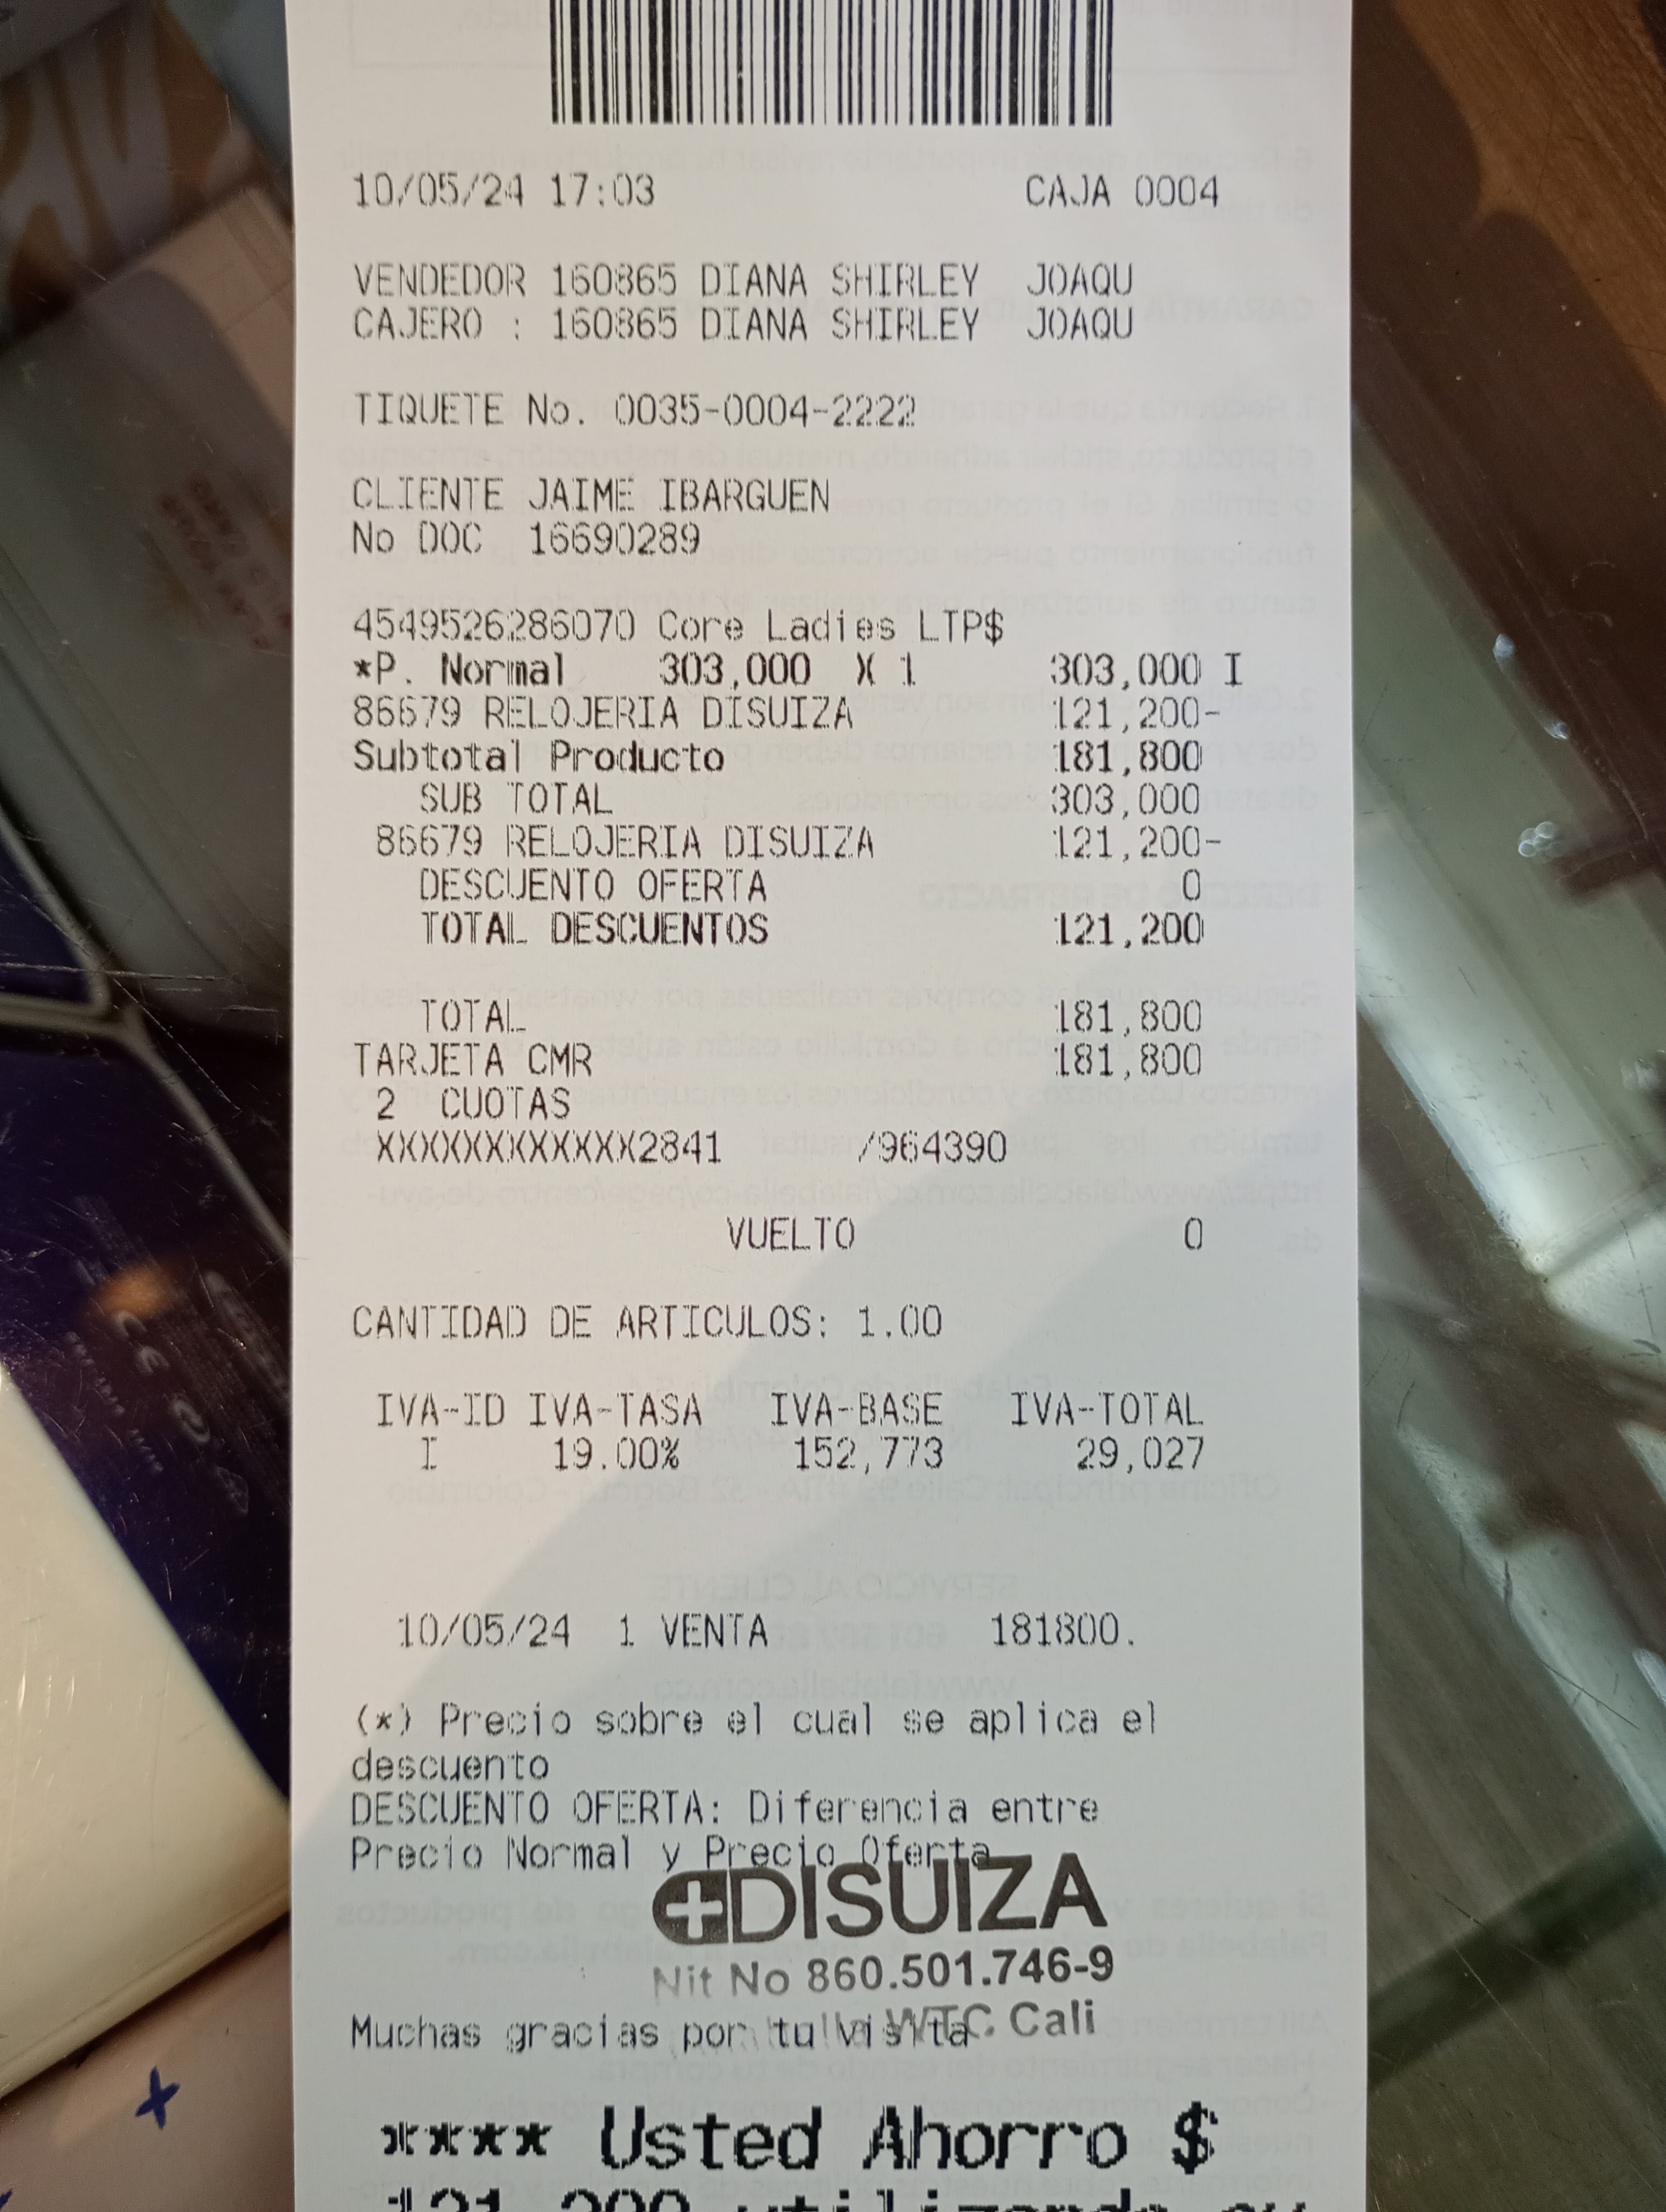 10/05/24 17:03 CAJA 0004
VENDEDOR 160865 DIANA SHIRLEY JOAQU
CAJERO : 160865 DIANA SHIRLEY JOAQU
TIQUETE No. 0035-0004-2222
CLIENTE JAIME IBARGUEN
No DOC 16690289
4549526286070 Core Ladies LTP$
*P. Normal 303,000 X 1 303,000 I
86679 RELOJERIA DISUIZA 121,200-
Subtotal Producto 181,800
SUB TOTAL 303,000
86679 RELOJERIA DISUIZA 121,200-
DESCUENTO OFERTA 0
TOTAL DESCUENTOS 121,200
TOTAL 181,800
TARJETA CMR 181,800
2 CUOTAS
XXXXXXXXXXXX2841 /964390
VUELTO 0
CANTIDAD DE ARTICULOS: 1.00
IVA-ID IVA-TASA IVA-BASE IVA-TOTAL
I 19.00% 152,773 29,027
10/05/24 1 VENTA 181800.
(*) Precio sobre el cual se aplica el
descuento
DESCUENTO OFERTA: Diferencia entre
Precio Normal y Precio Oferta
DISUIZA
Nit No 860.501.746-9
WTC Cali
Muchas gracias por tu visita
**** Usted Ahorro $
121,200 utilizando su